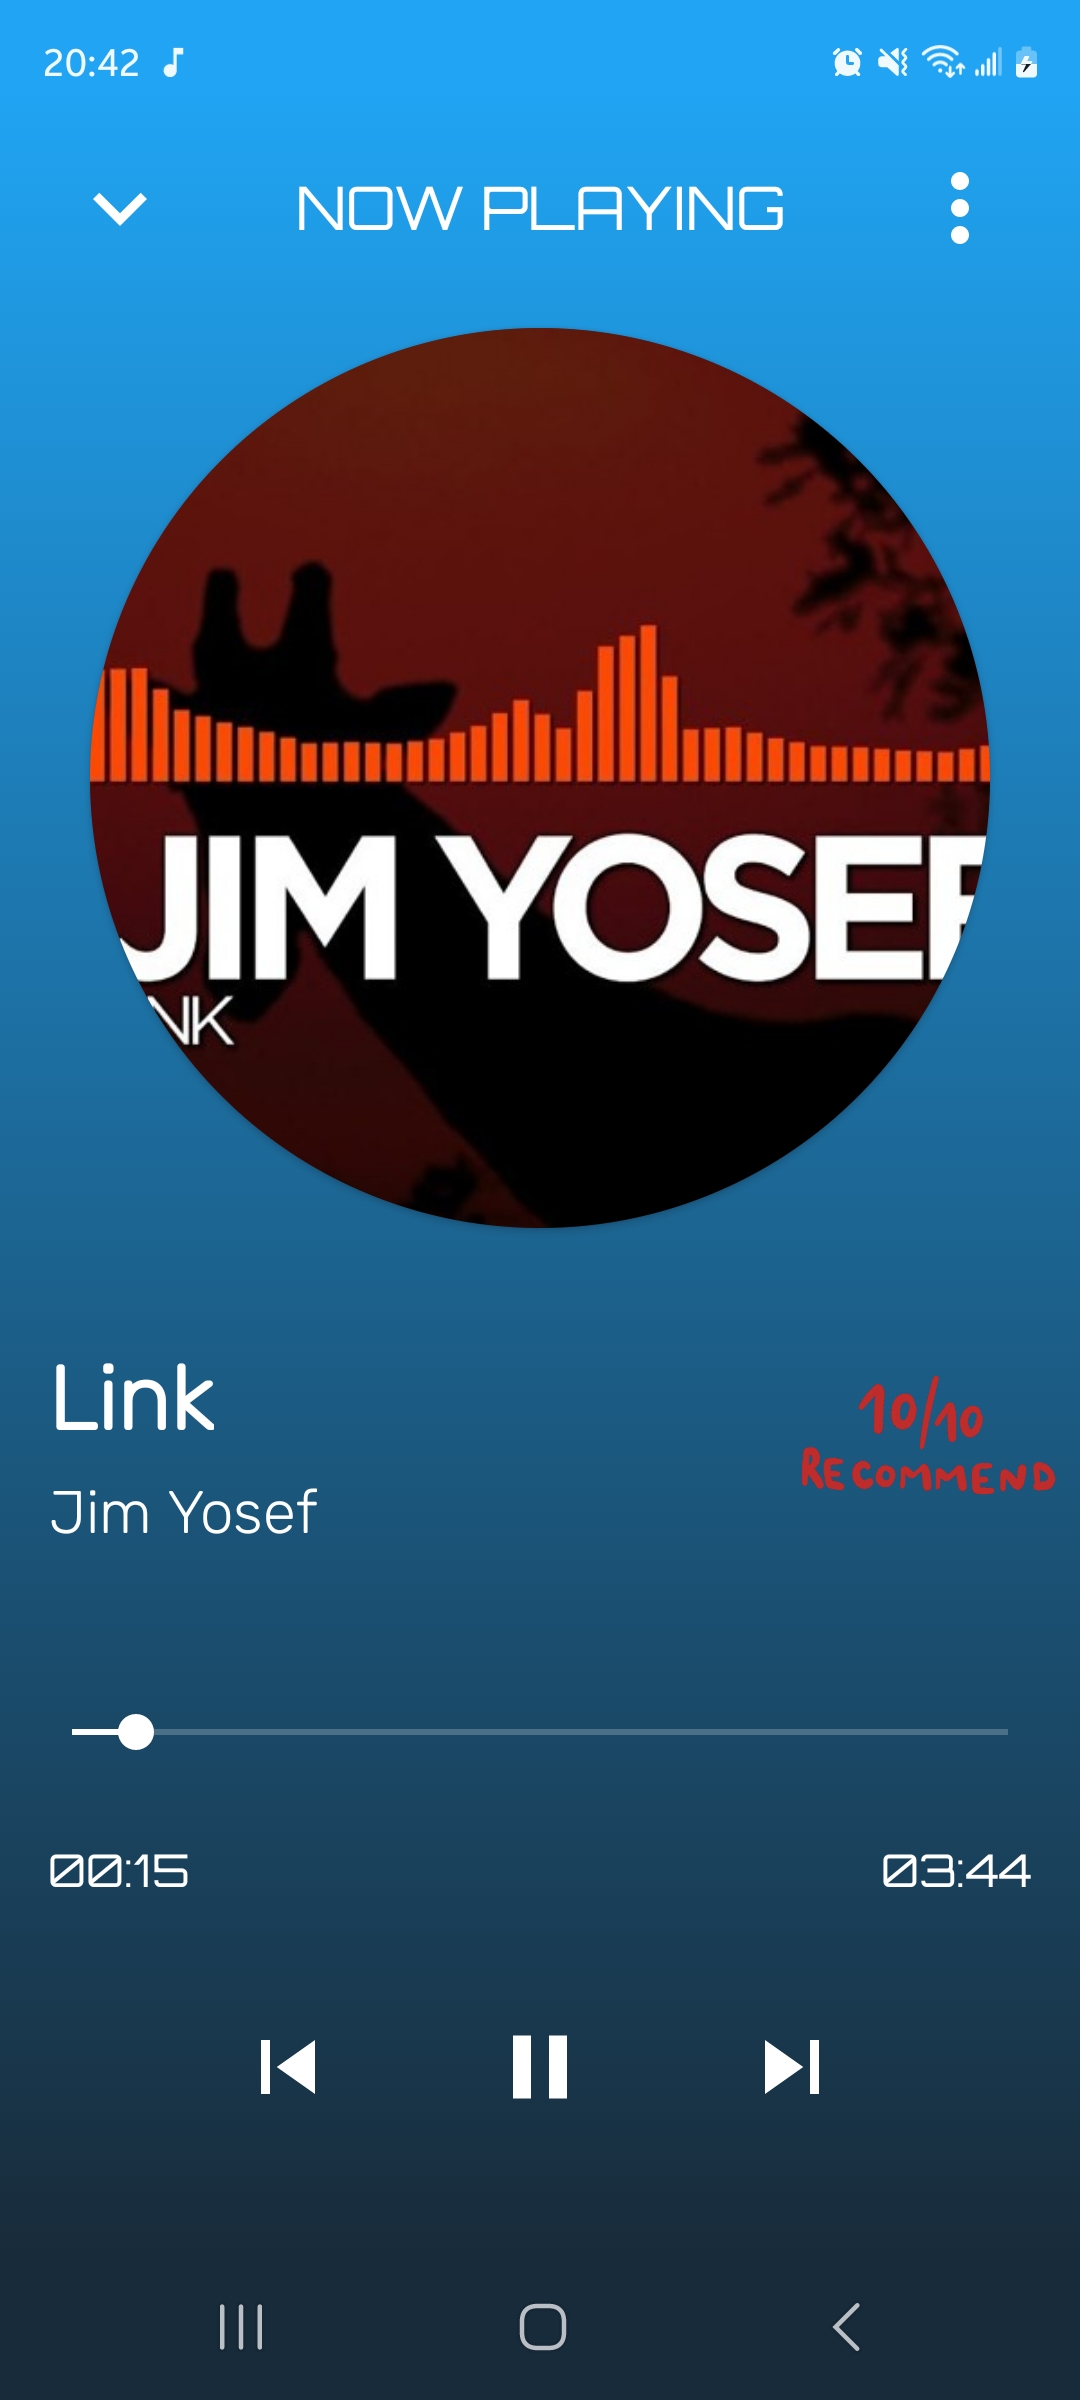 20:42
NOW PLAYING
JIM YOSEF
NK
Link
10/10
RECOMMEND
Jim Yosef
00:15
03:44